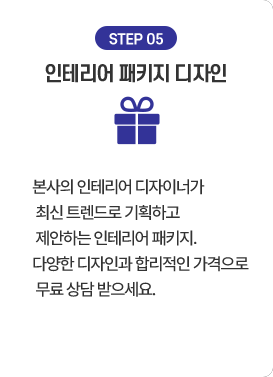 STEP 05
인테리어 패키지 디자인
본사의 인테리어 디자이너가
최신 트렌드로 기획하고
제안하는 인테리어 패키지.
다양한 디자인과 합리적인 가격으로
무료 상담 받으세요.